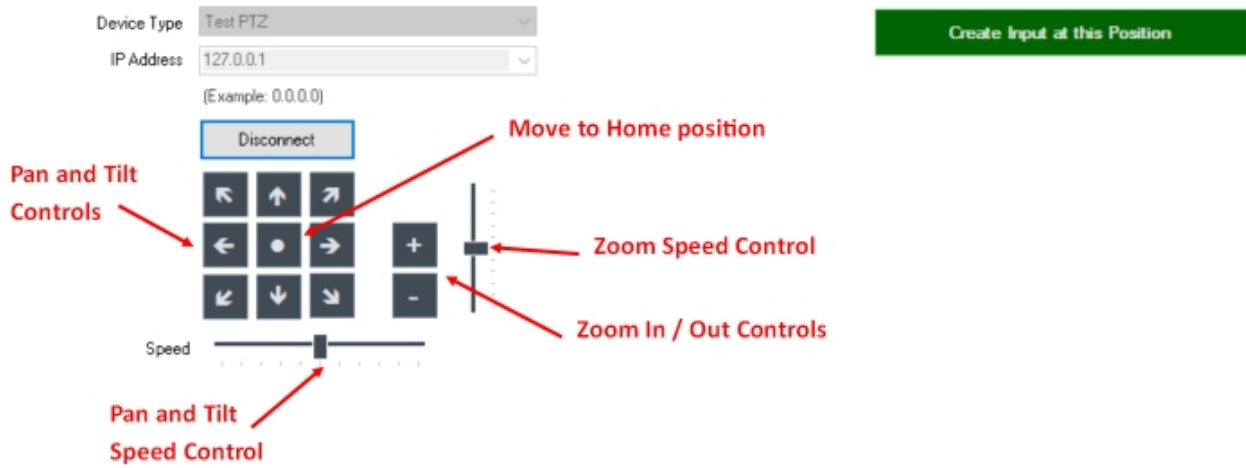 Device Type Test PTZ
Create Input at this Position
IP Address 127.0.0.1
(Example: 0.0.0.0)
Disconnect
Move to Home position
Pan and Tilt
Controls
+
Zoom Speed Control
-
Zoom In / Out Controls
Speed
Pan and Tilt
Speed Control